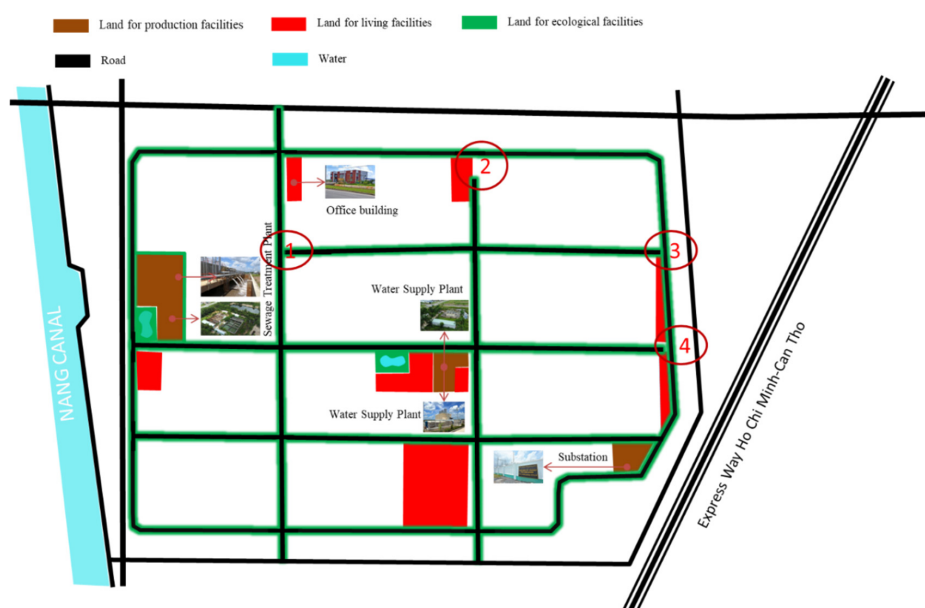 Land for production facilities
Land for living facilities
Land for ecological facilities
Road
Water
2
Office building
1
3
Sewage Treatment Plant
Water Supply Plant
4
NANG CANAL
Water Supply Plant
Substation
Express Way Ho Chi Minh-Can Tho